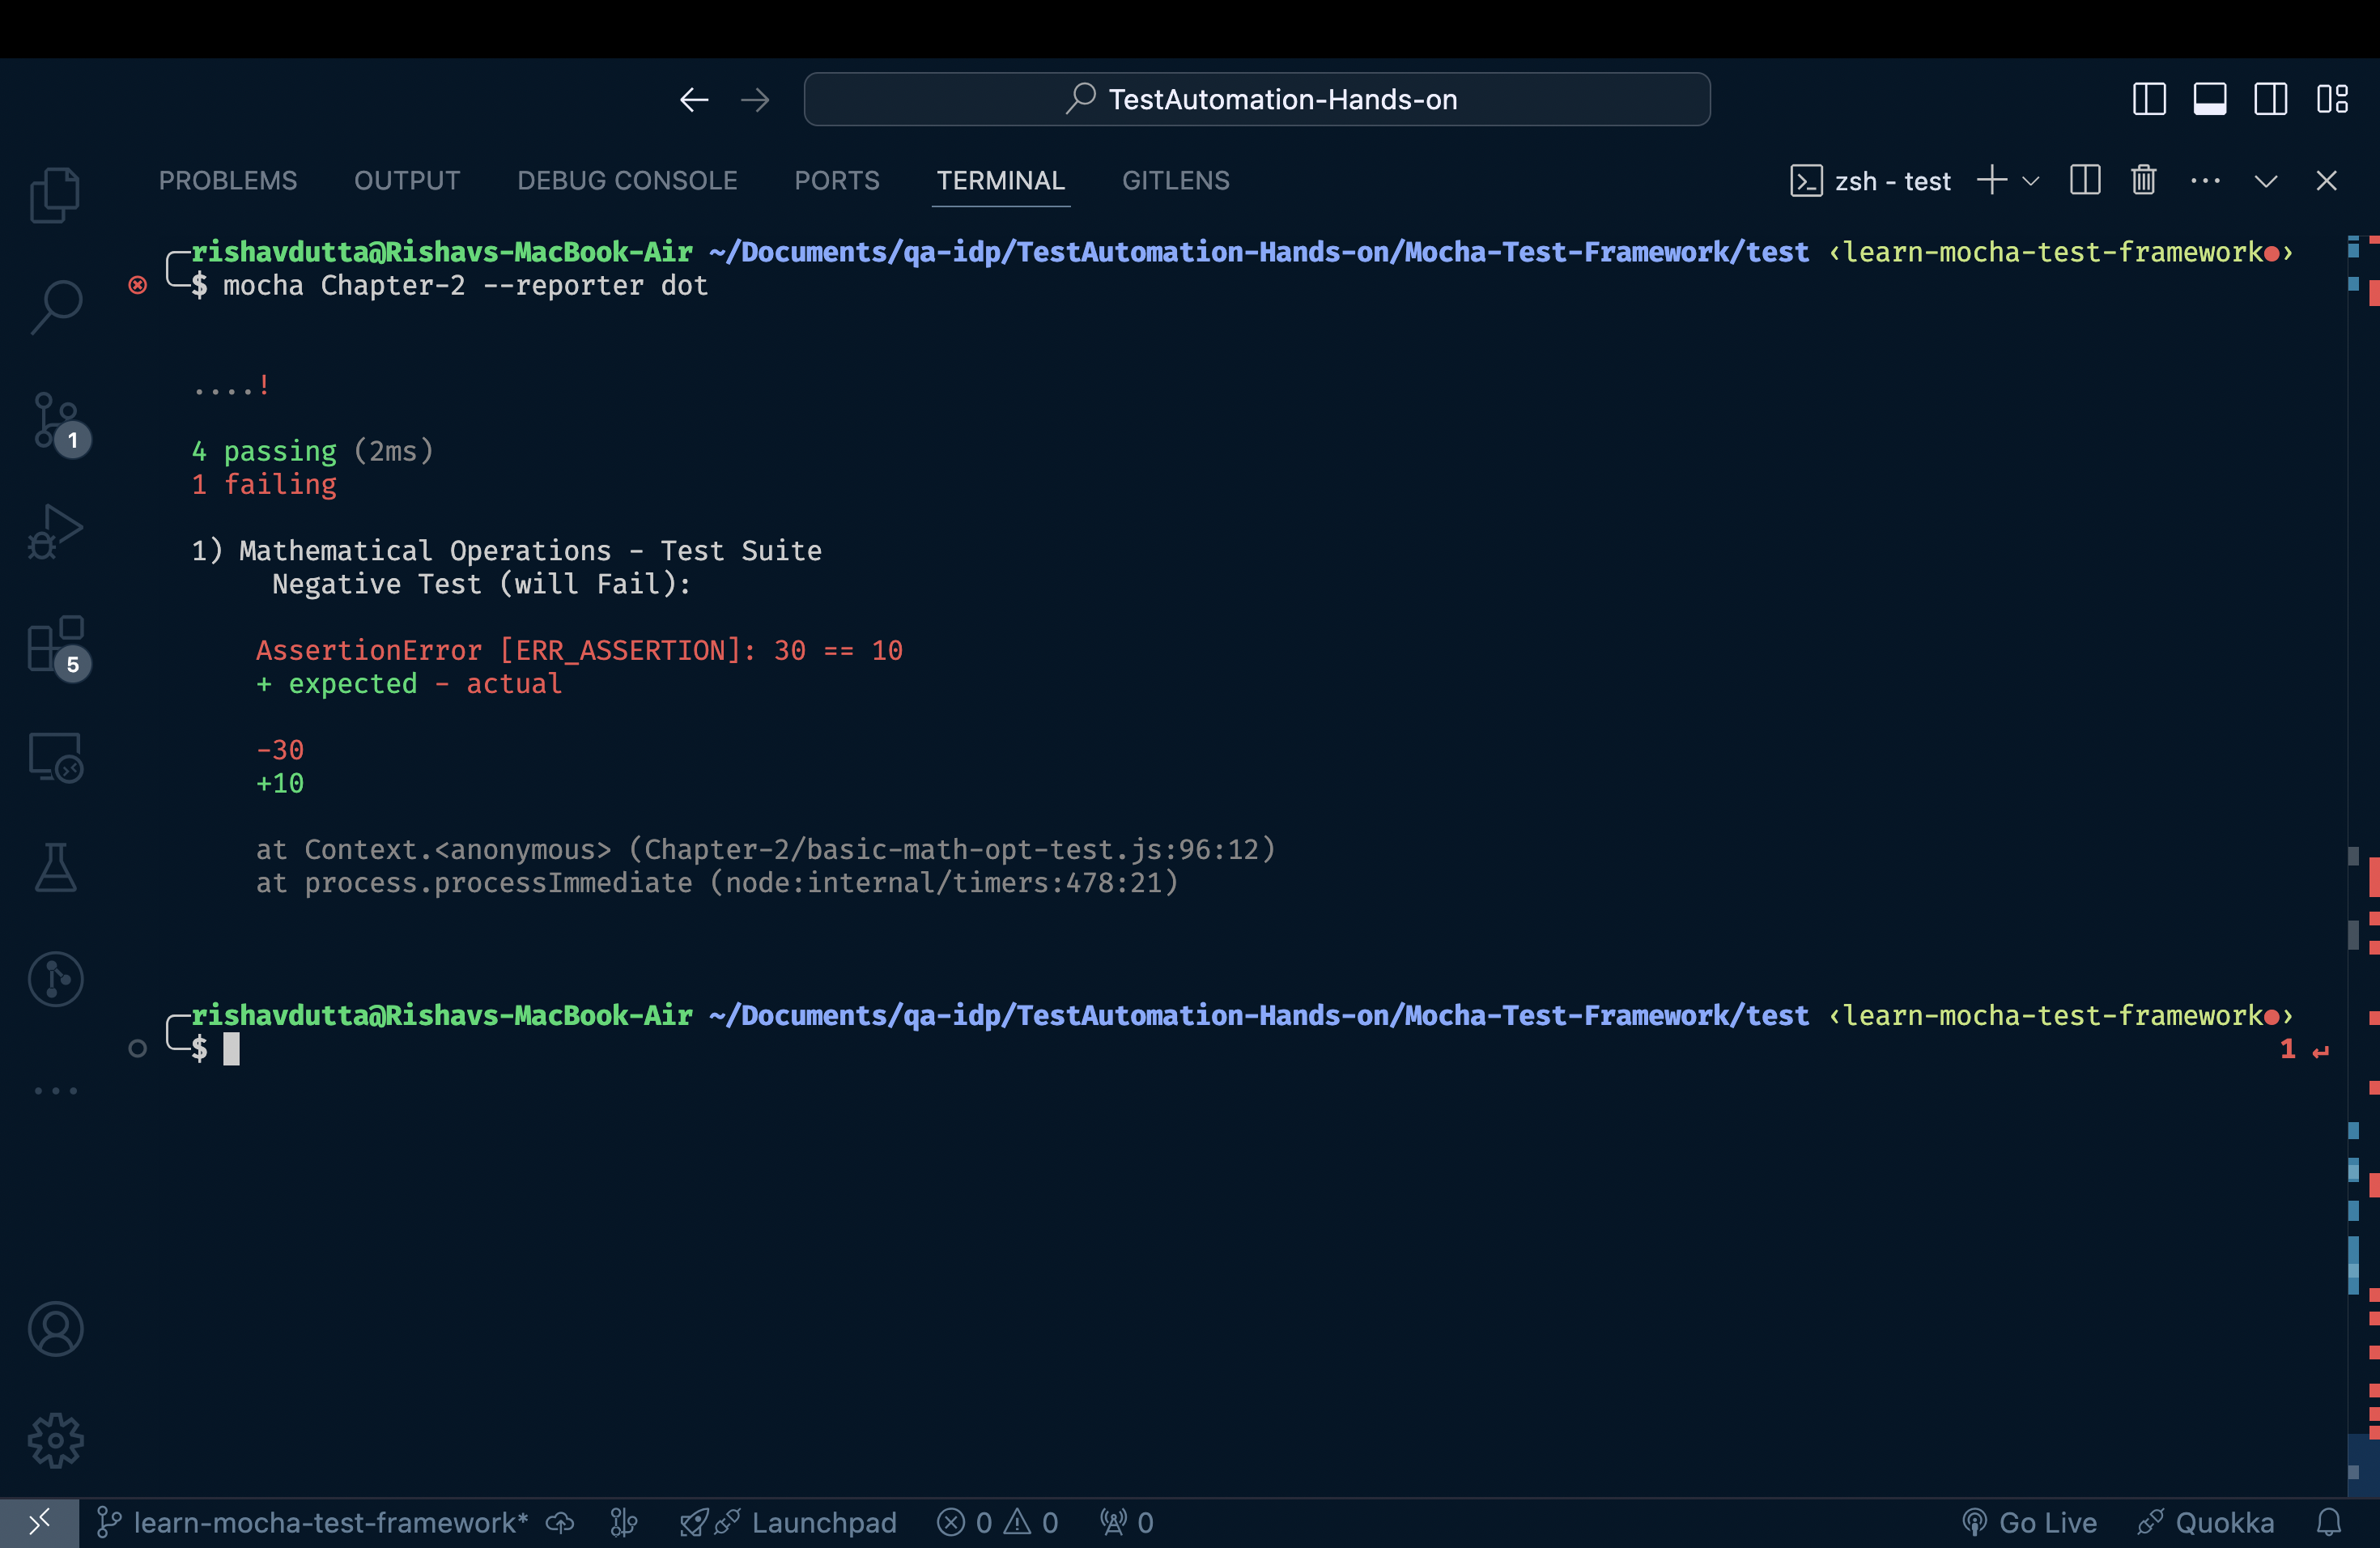 TestAutomation-Hands-on
PROBLEMS OUTPUT DEBUG CONSOLE PORTS TERMINAL GITLENS zsh - test
rishavdutta@Rishavs-MacBook-Air ~/Documents/qa-idp/TestAutomation-Hands-on/Mocha-Test-Framework/test ‹learn-mocha-test-framework●›
$ mocha Chapter-2 --reporter dot
....!
4 passing (2ms)
1 failing
1) Mathematical Operations - Test Suite
Negative Test (will Fail):
AssertionError [ERR_ASSERTION]: 30 == 10
+ expected - actual
-30
+10
at Context.<anonymous> (Chapter-2/basic-math-opt-test.js:96:12)
at process.processImmediate (node:internal/timers:478:21)
rishavdutta@Rishavs-MacBook-Air ~/Documents/qa-idp/TestAutomation-Hands-on/Mocha-Test-Framework/test ‹learn-mocha-test-framework●›
$ 1 ↵
1
5
learn-mocha-test-framework* Launchpad 0 0 0 Go Live Quokka